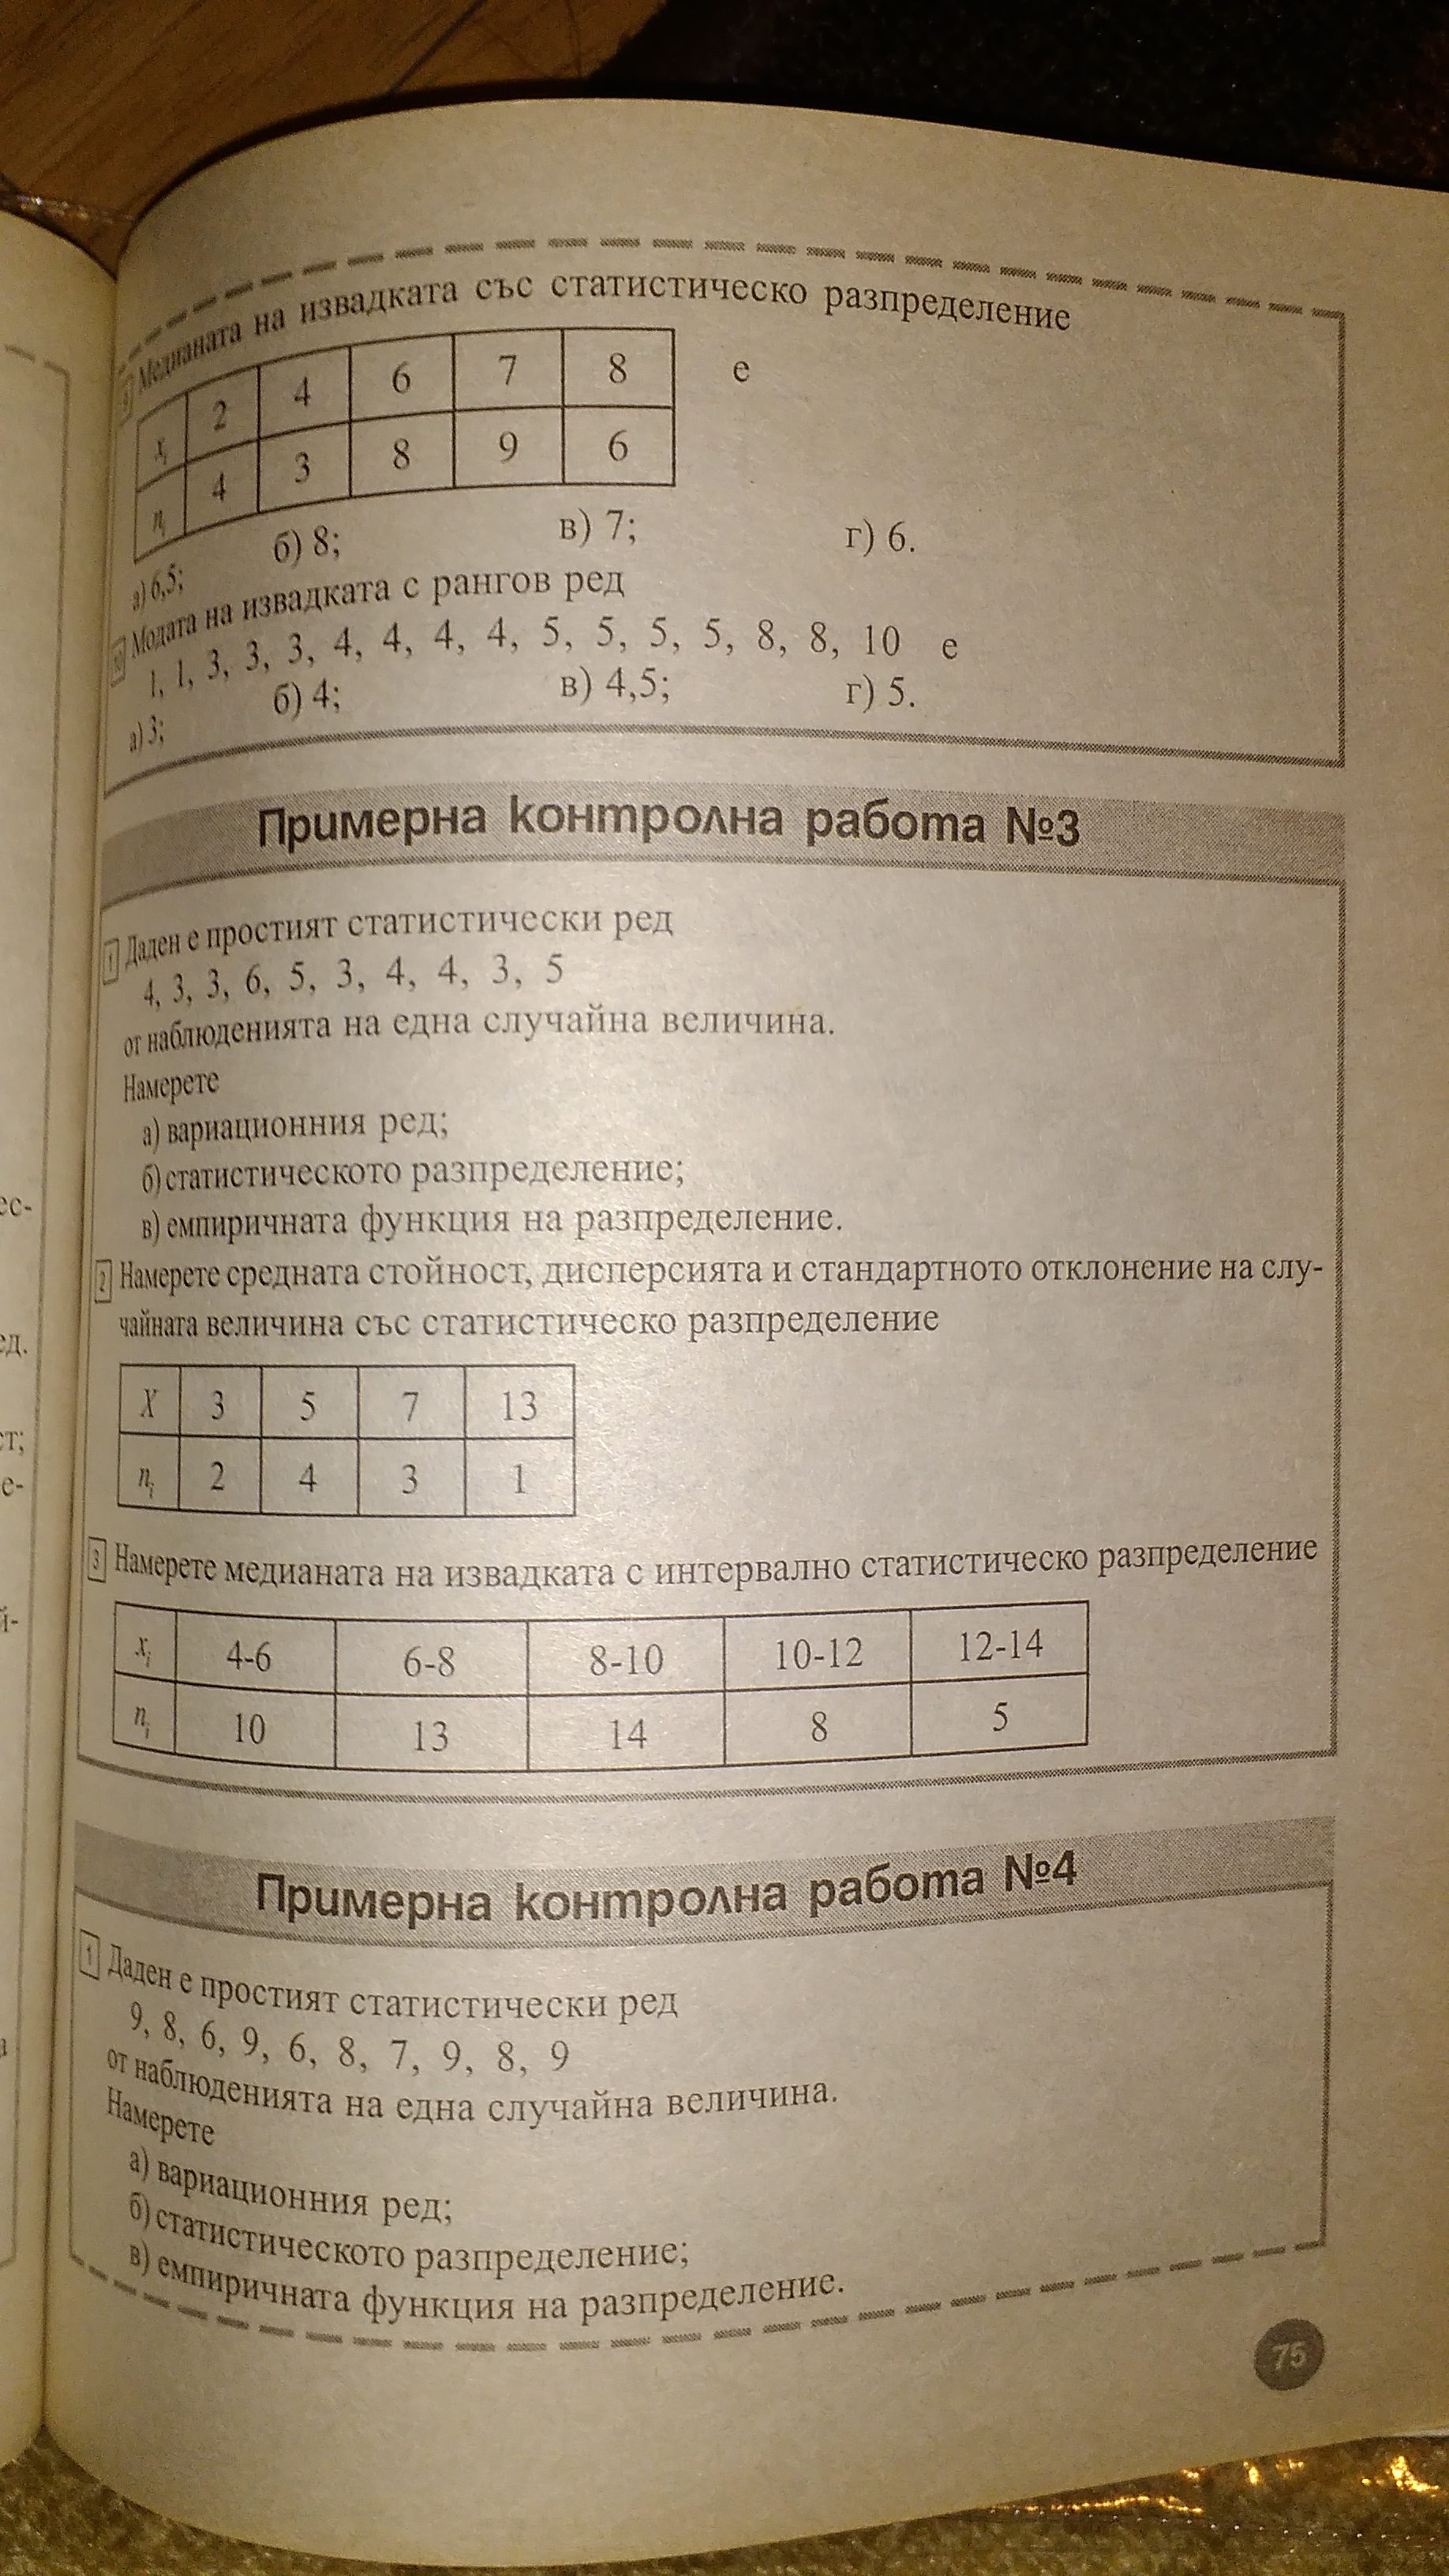 Медианата на извадката със статистическо разпределение
xᵢ 2 4 6 7 8 е
nᵢ 4 3 8 9 6
а) 6,5; б) 8; в) 7; г) 6.
Модата на извадката с рангов ред
1, 1, 3, 3, 3, 4, 4, 4, 4, 5, 5, 5, 5, 8, 8, 10 е
а) 3; б) 4; в) 4,5; г) 5.
Примерна контролна работа №3
1 Даден е простият статистически ред
4, 3, 3, 6, 5, 3, 4, 4, 3, 5
от наблюденията на една случайна величина.
Намерете
а) вариационния ред;
б) статистическото разпределение;
в) емпиричната функция на разпределение.
2 Намерете средната стойност, дисперсията и стандартното отклонение на слу-
чайната величина със статистическо разпределение
X 3 5 7 13
nᵢ 2 4 3 1
3 Намерете медианата на извадката с интервално статистическо разпределение
xᵢ 4-6 6-8 8-10 10-12 12-14
nᵢ 10 13 14 8 5
Примерна контролна работа №4
1 Даден е простият статистически ред
9, 8, 6, 9, 6, 8, 7, 9, 8, 9
от наблюденията на една случайна величина.
Намерете
а) вариационния ред;
б) статистическото разпределение;
в) емпиричната функция на разпределение.
75